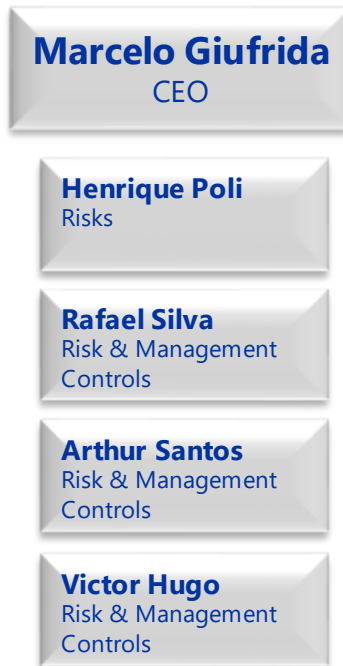 Marcelo Giufrida
CEO
Henrique Poli
Risks
Rafael Silva
Risk & Management
Controls
Arthur Santos
Risk & Management
Controls
Victor Hugo
Risk & Management
Controls